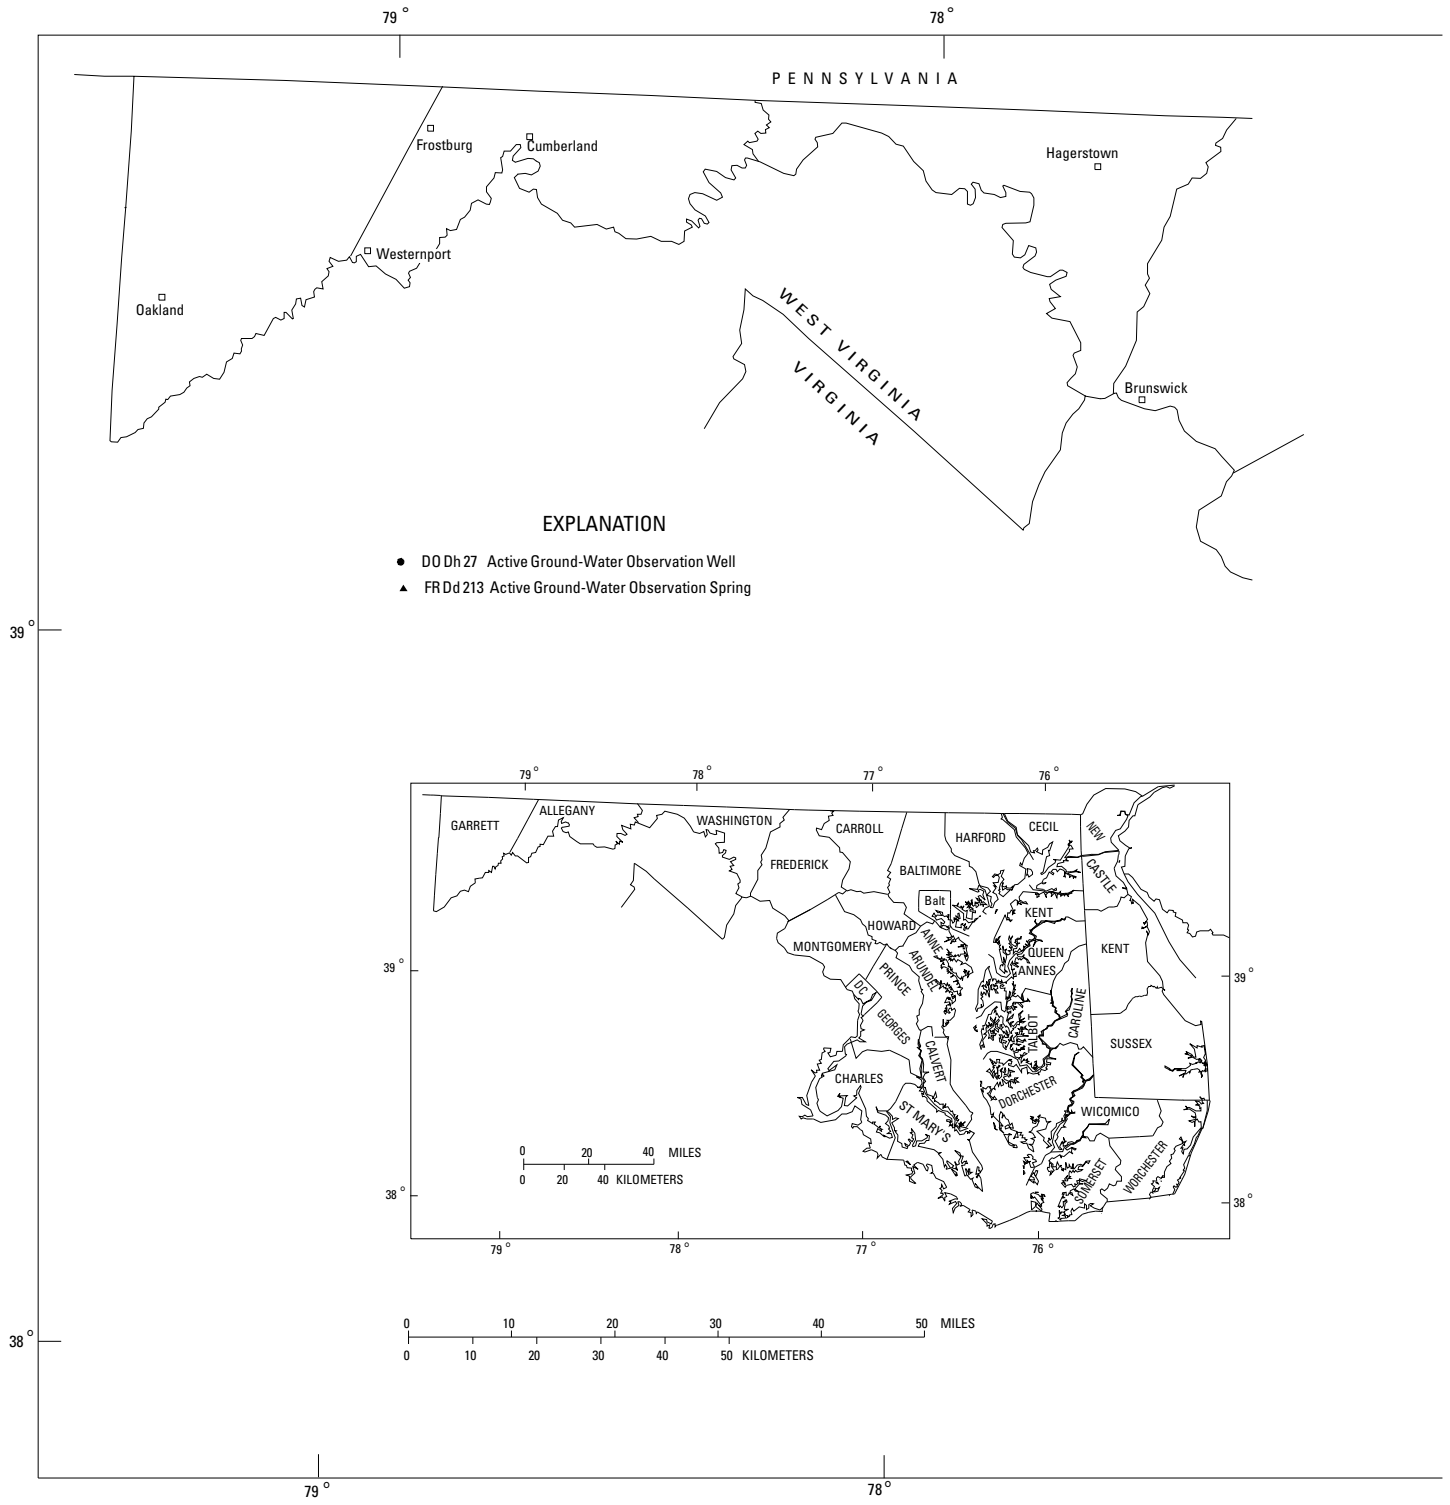 79°
78°
PENNSYLVANIA
Frostburg
Cumberland
Hagerstown
Westernport
Oakland
WEST VIRGINIA
VIRGINIA
Brunswick
EXPLANATION
DO Dh 27 Active Ground-Water Observation Well
FR Dd 213 Active Ground-Water Observation Spring
39°
79°
78°
77°
76°
GARRETT
ALLEGANY
WASHINGTON
CARROLL
HARFORD
CECIL
NEW
CASTLE
FREDERICK
BALTIMORE
Balt
KENT
HOWARD
MONTGOMERY
ANNE
ARUNDEL
QUEEN
ANNES
KENT
39°
39°
PRINCE
GEORGES
DC
CAROLINE
TALBOT
SUSSEX
CALVERT
CHARLES
DORCHESTER
ST MARY'S
WICOMICO
SOMERSET
WORCHESTER
0 20 40 MILES
0 20 40 KILOMETERS
38°
38°
79°
78°
77°
76°
0 10 20 30 40 50 MILES
0 10 20 30 40 50 KILOMETERS
38°
79°
78°